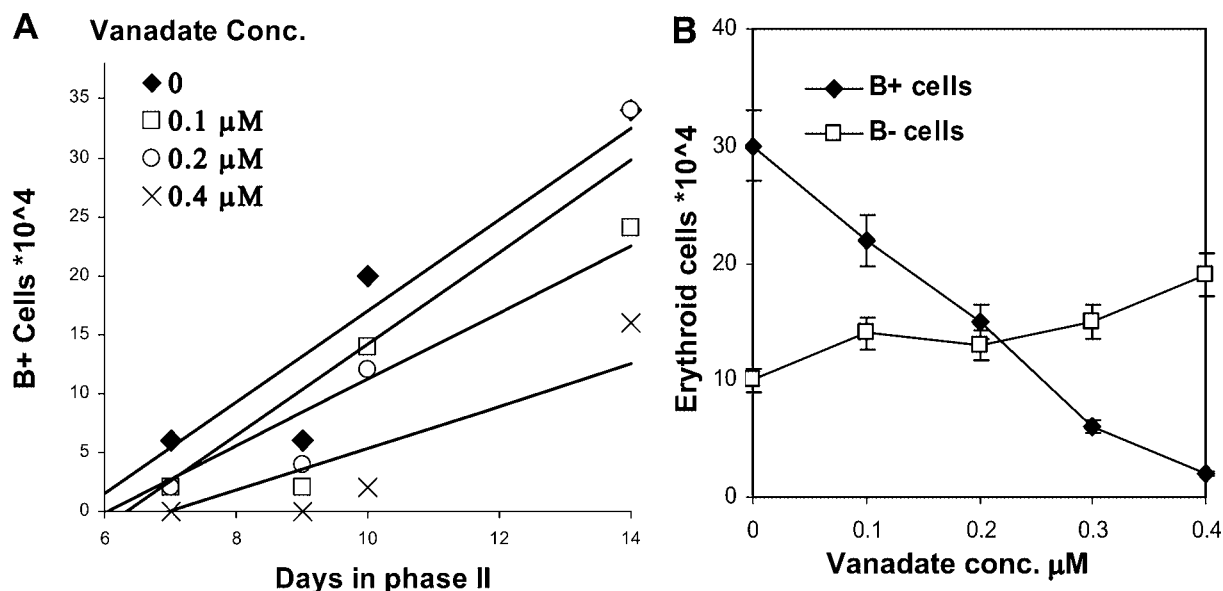 A Vanadate Conc.
0
0.1 µM
0.2 µM
0.4 µM
B+ Cells *10^4
35
30
25
20
15
10
5
0
6 8 10 12 14
Days in phase II
B
B+ cells
B- cells
Erythroid cells *10^4
40
30
20
10
0
0 0.1 0.2 0.3 0.4
Vanadate conc. µM